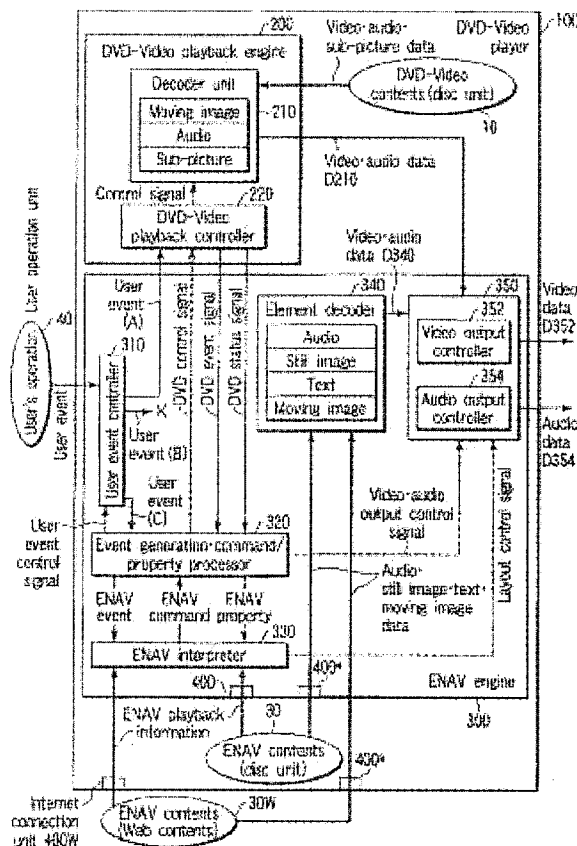 200
100
DVD-Video playback engine
Video·audio·
sub-picture data
DVD-Video
player
Decoder unit
Moving image
Audio
Sub-picture
210
DVD-Video
contents (disc unit)
10
Video·audio data
D210
Control signal
220
DVD-Video
playback controller
User operation unit
40
User's operation
User event
310
User event controller
User
event
(A)
User
event (B)
User
event
(C)
DVD control signal
DVD event signal
DVD status signal
Video·audio
data D340
340
Element decoder
Audio
Still image
Text
Moving image
350
352
Video output
controller
354
Audio output
controller
Video
data
D352
Audio
data
D354
User
event
control
signal
320
Event generation·command/
property processor
Video·audio
output control
signal
Layout control signal
ENAV
event
ENAV
command
ENAV
property
Audio·
still image·text·
moving image
data
330
ENAV interpreter
400
400*
ENAV engine
300
ENAV playback
information
30
ENAV contents
(disc unit)
400*
Internet
connection
unit 400W
30W
ENAV contents
(Web contents)